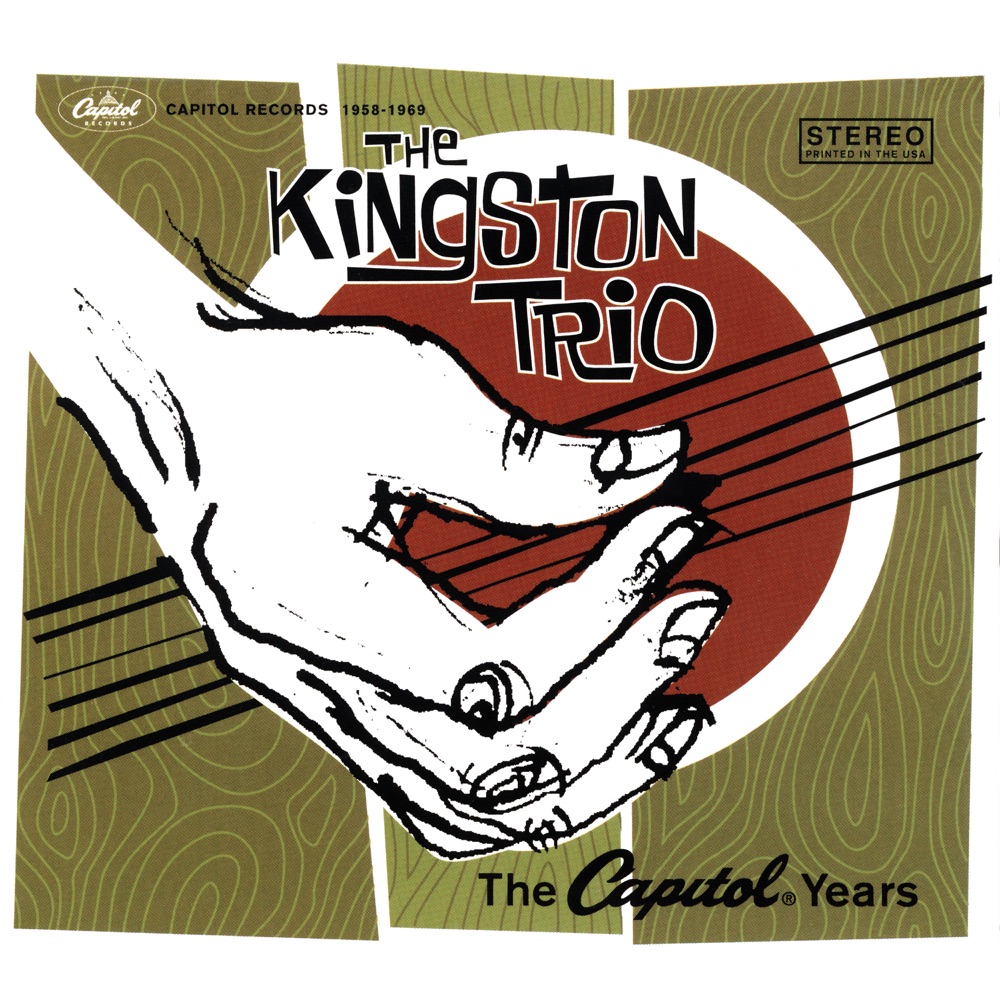 Capitol
RECORDS
CAPITOL RECORDS 1958-1969
STEREO
PRINTED IN THE USA
THE
KiNgSTON
TRiO
The Capitol® Years